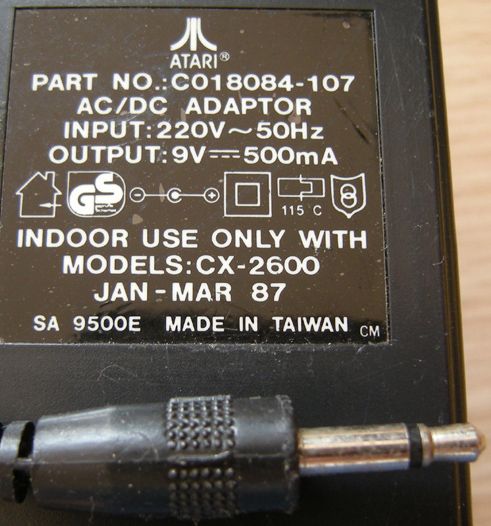 ATARI®
PART NO.:C018084-107
AC/DC ADAPTOR
INPUT:220V~50Hz
OUTPUT:9V⎓500mA
GS
115 C
INDOOR USE ONLY WITH
MODELS:CX-2600
JAN-MAR 87
SA 9500E MADE IN TAIWAN CM